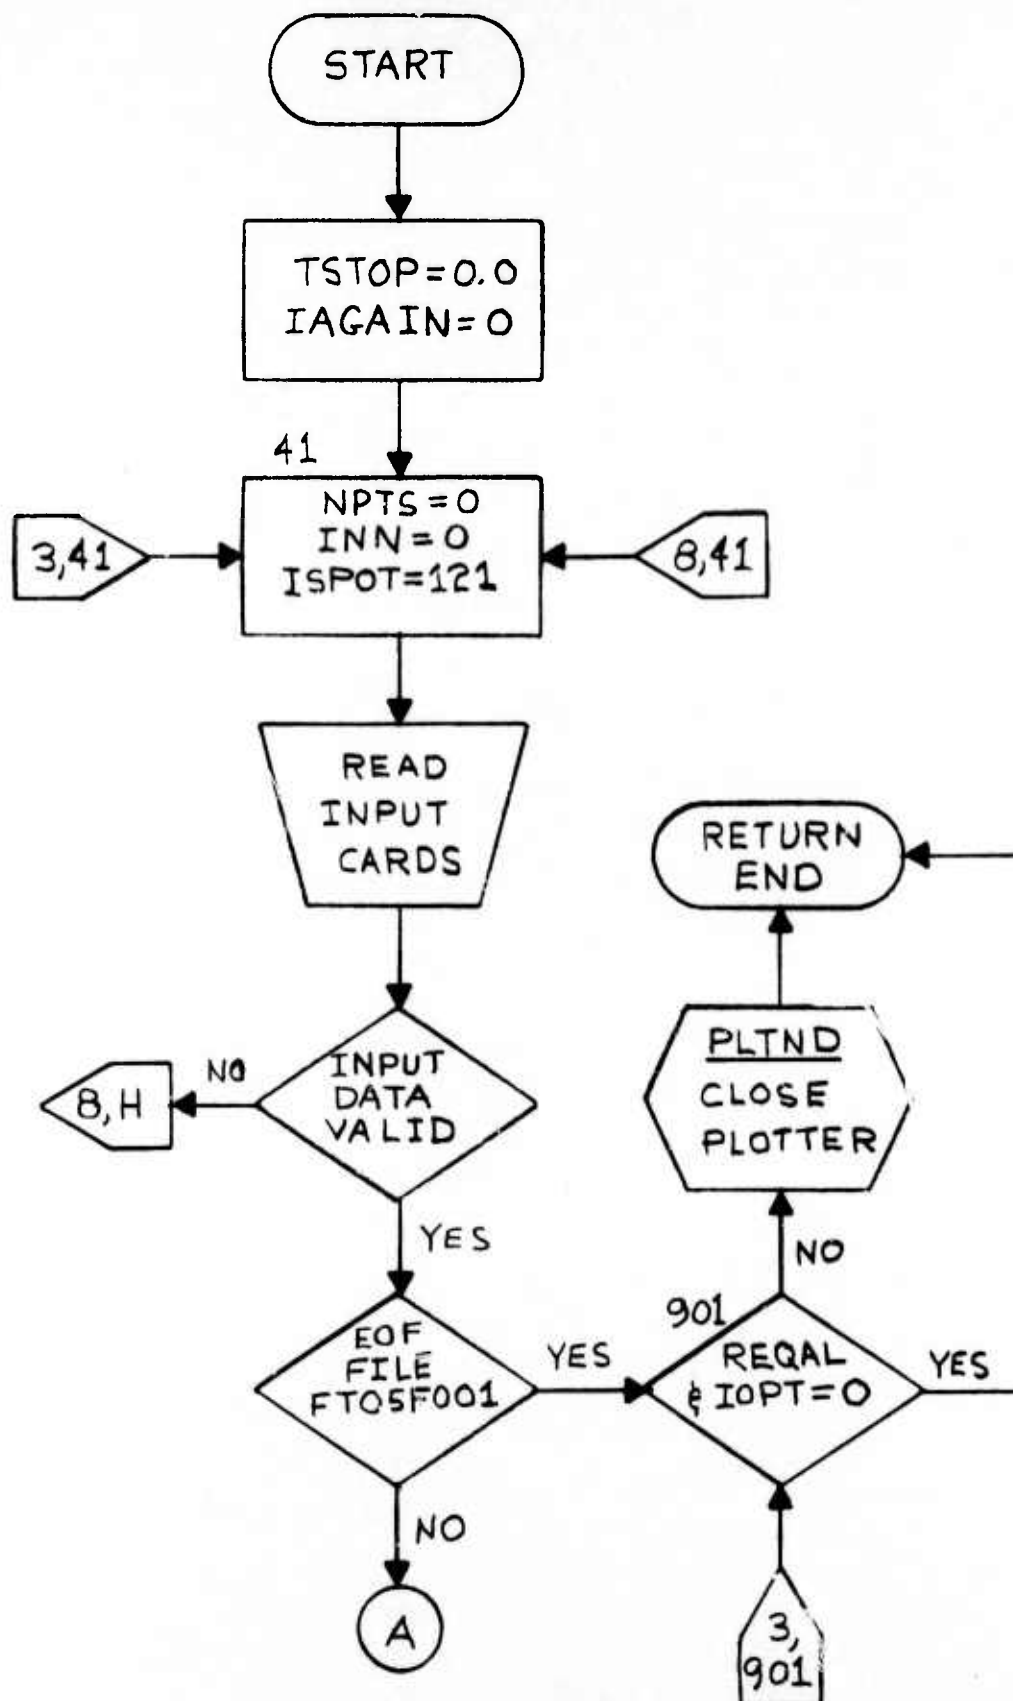 START
TSTOP=0.0
IAGAIN=0
41
NPTS=0
INN=0
ISPOT=121
3,41
8,41
READ
INPUT
CARDS
RETURN
END
INPUT
DATA
VALID
NO
8,H
YES
PLTND
CLOSE
PLOTTER
NO
EOF
FILE
FT05F001
YES
901
REQAL
& IOPT=0
YES
NO
A
3,
901